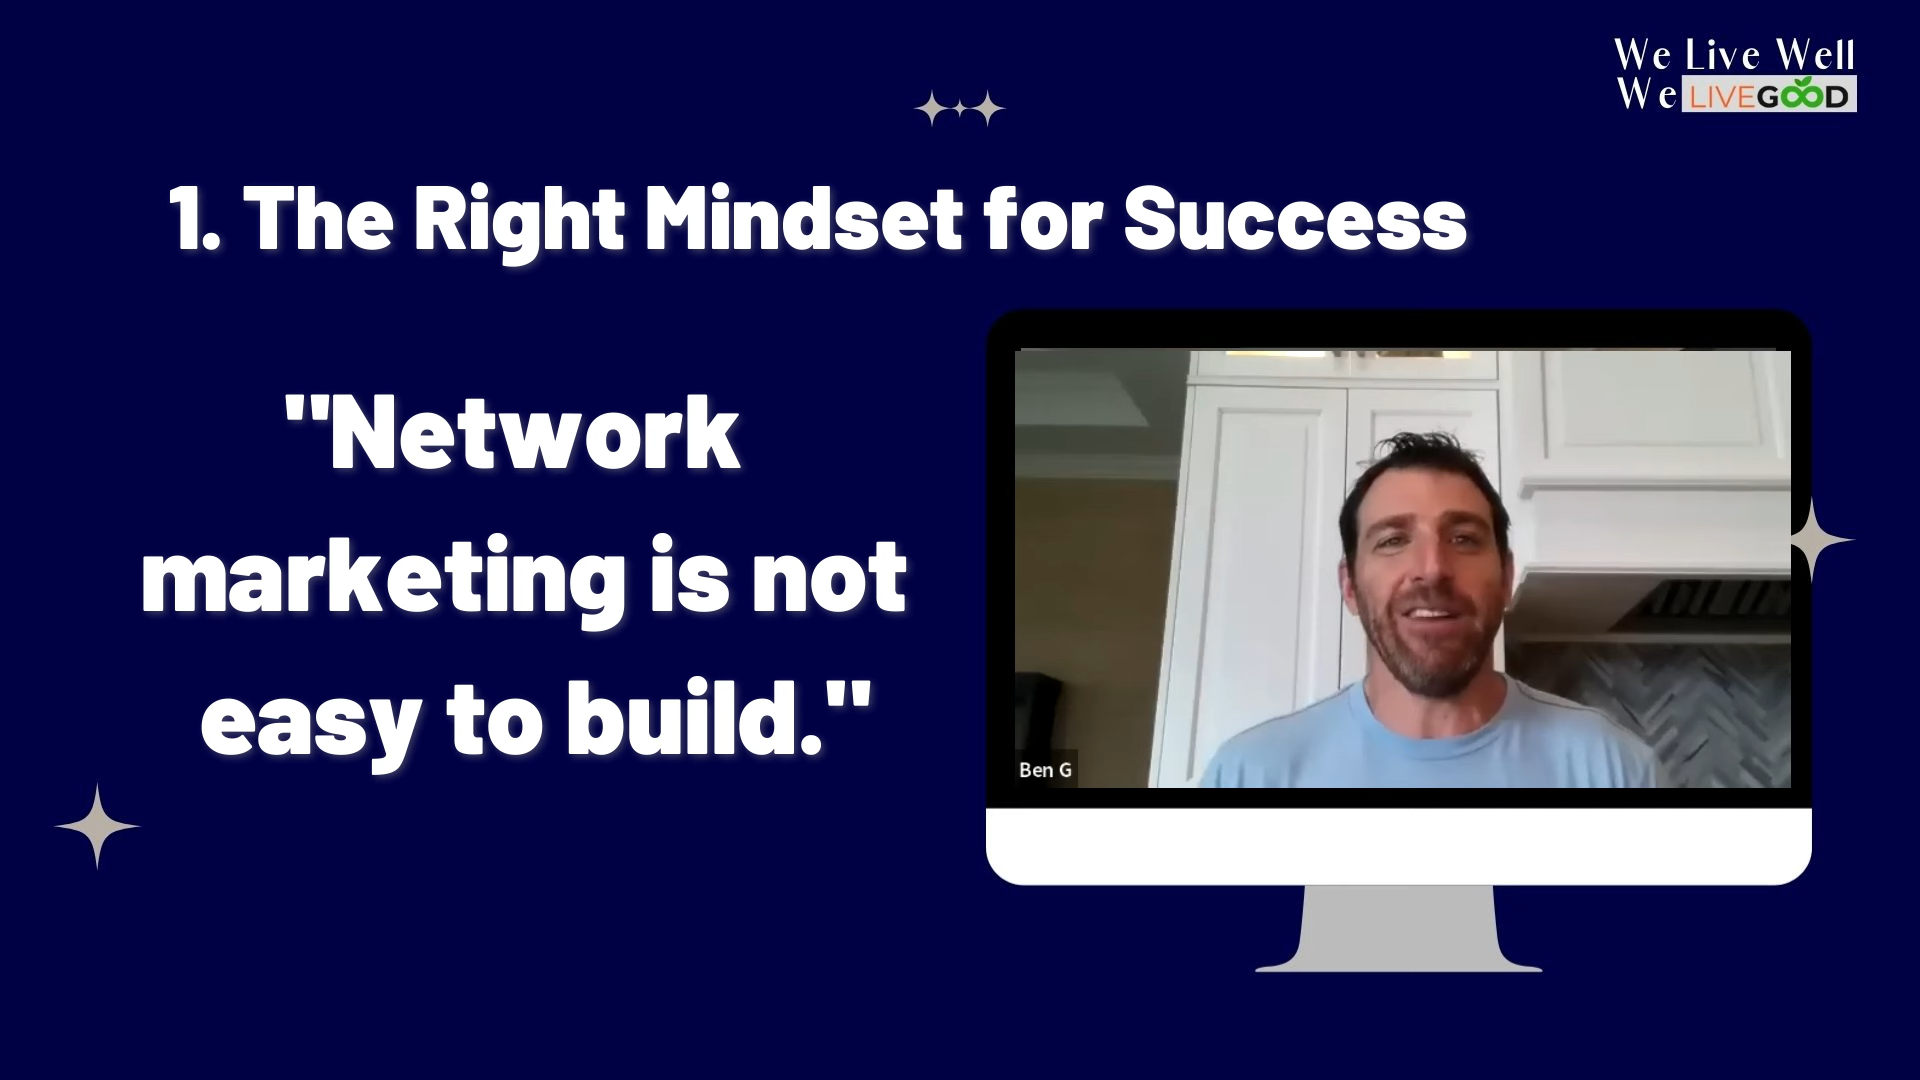 We Live Well
We LIVEGOOD
1. The Right Mindset for Success
"Network
marketing is not
easy to build."
Ben G